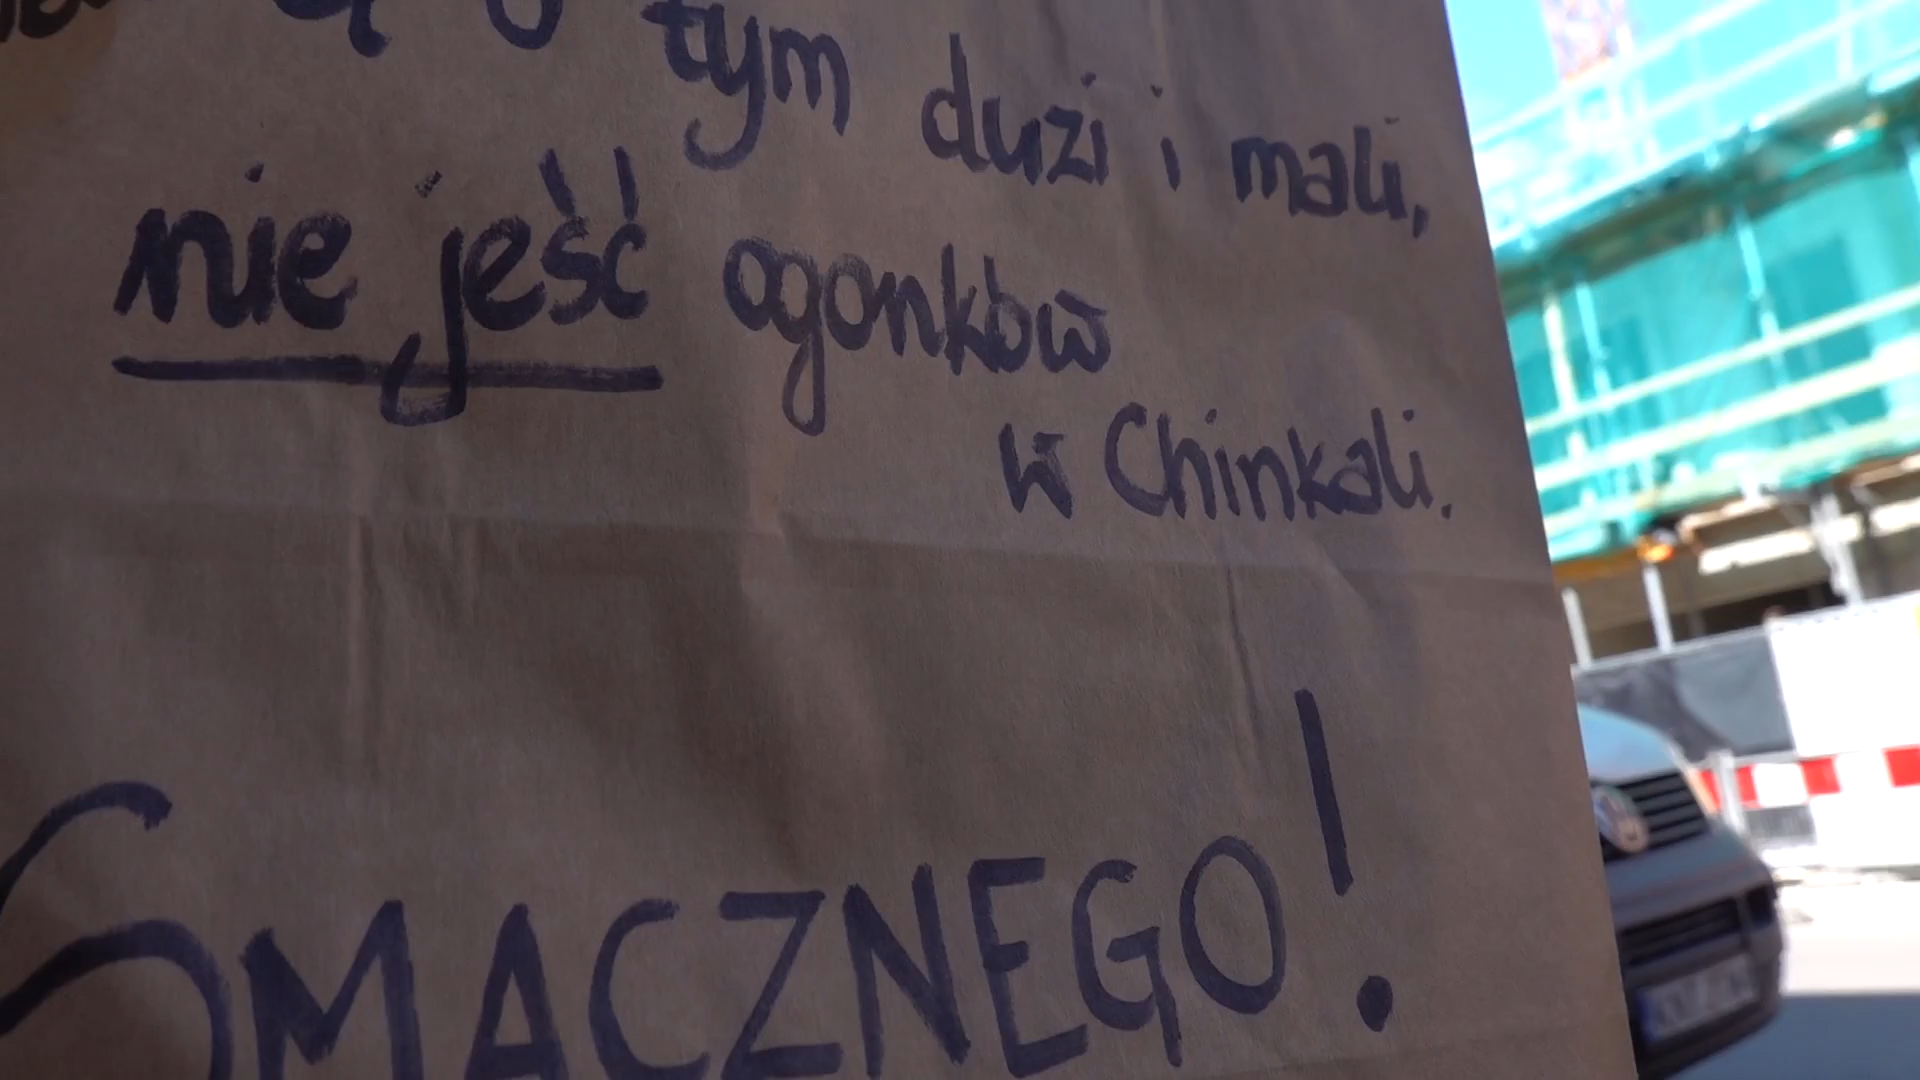 tym duzi i mali,
nie jeść ogonków
w Chinkali.
SMACZNEGO!